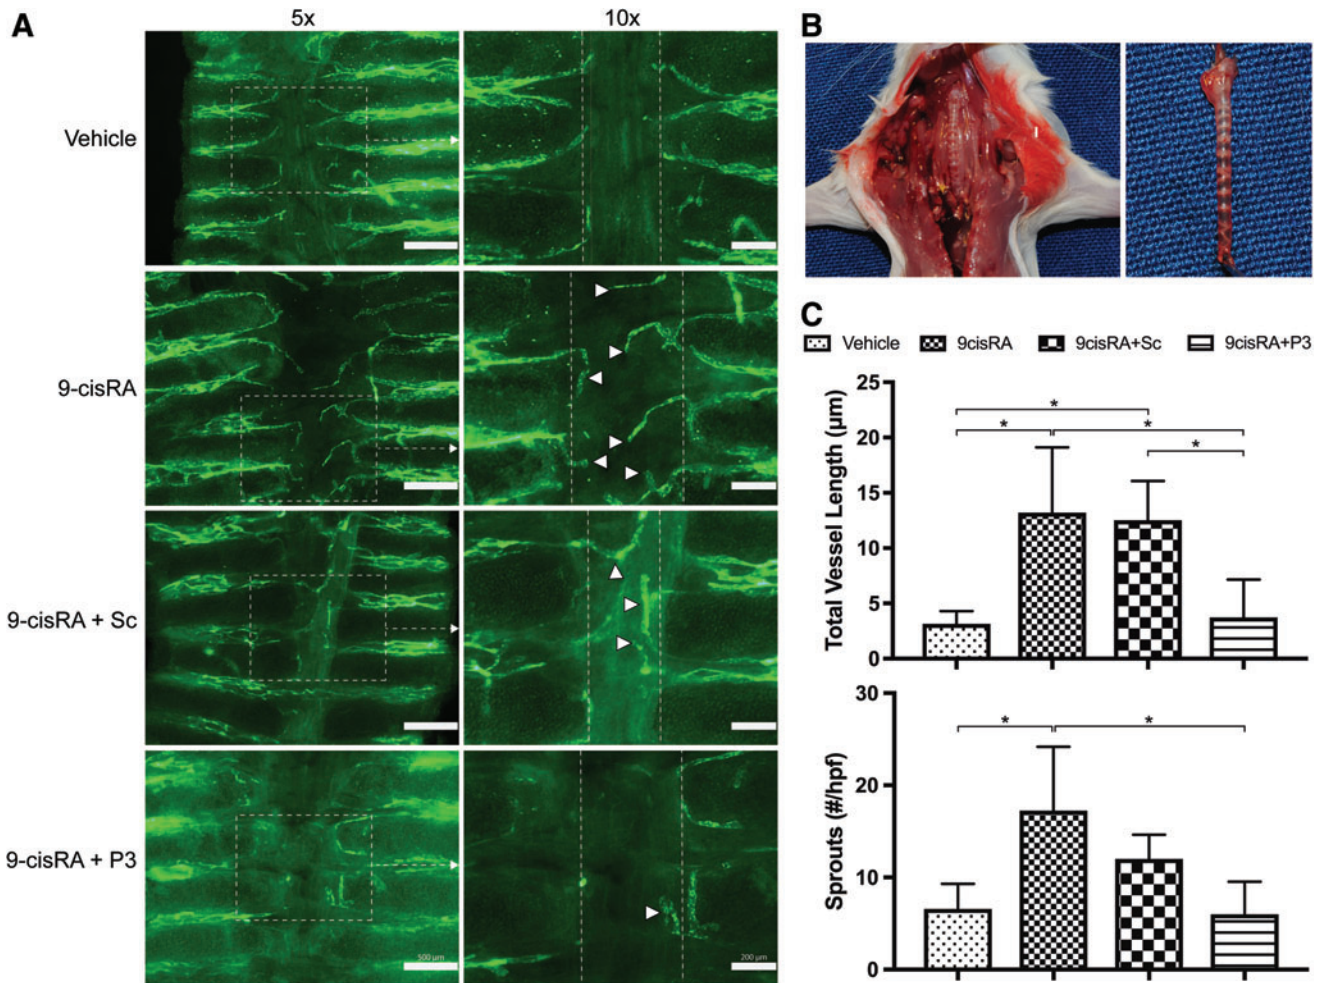 A
5x
10x
Vehicle
9-cisRA
9-cisRA + Sc
9-cisRA + P3
500 µm
200 µm
B
C
Vehicle
9cisRA
9cisRA+Sc
9cisRA+P3
Total Vessel Length (µm)
25
20
15
10
5
0
*
*
*
*
Sprouts (#/hpf)
30
20
10
0
*
*